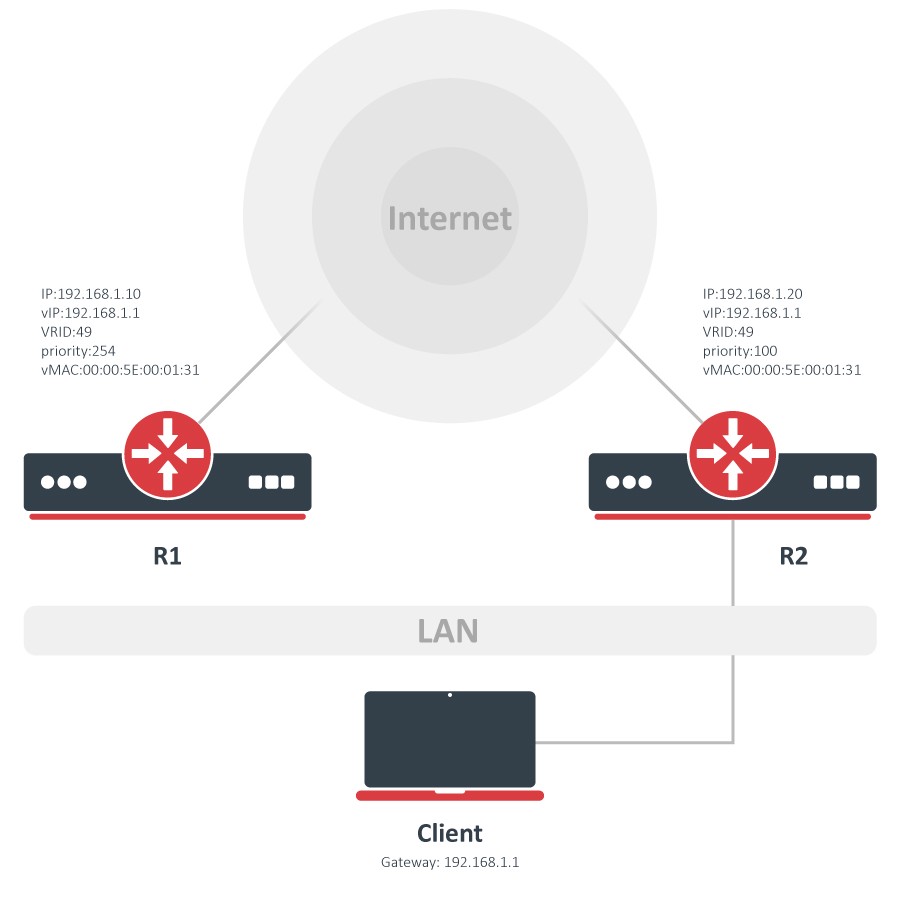 Internet
IP:192.168.1.10
vIP:192.168.1.1
VRID:49
priority:254
vMAC:00:00:5E:00:01:31
IP:192.168.1.20
vIP:192.168.1.1
VRID:49
priority:100
vMAC:00:00:5E:00:01:31
R1
R2
LAN
Client
Gateway: 192.168.1.1